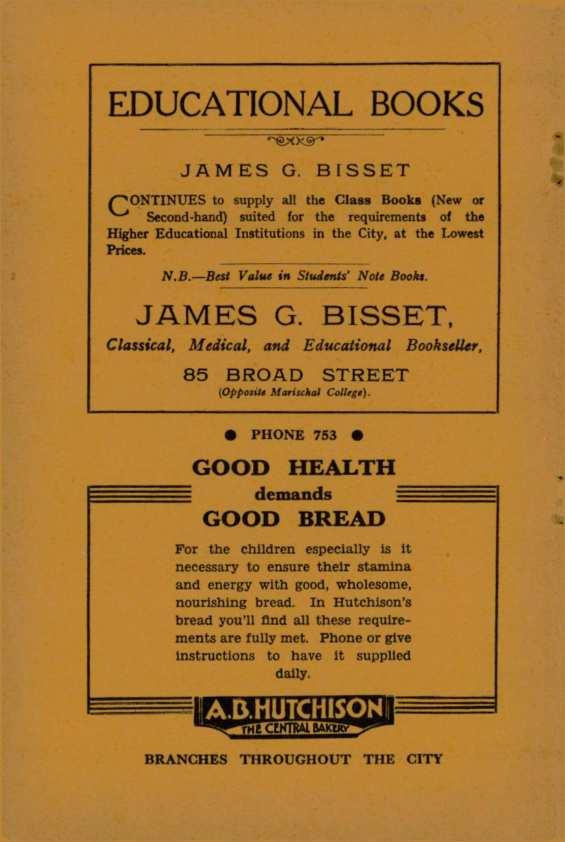 EDUCATIONAL BOOKS
JAMES G. BISSET
CONTINUES to supply all the Class Books (New or
Second-hand) suited for the requirements of the
Higher Educational Institutions in the City, at the Lowest
Prices.
N.B.—Best Value in Students' Note Books.
JAMES G. BISSET,
Classical, Medical, and Educational Bookseller,
85 BROAD STREET
(Opposite Marischal College).
● PHONE 753 ●
GOOD HEALTH
demands
GOOD BREAD
For the children especially is it
necessary to ensure their stamina
and energy with good, wholesome,
nourishing bread. In Hutchison's
bread you'll find all these require-
ments are fully met. Phone or give
instructions to have it supplied
daily.
A.B. HUTCHISON
THE CENTRAL BAKERY
BRANCHES THROUGHOUT THE CITY